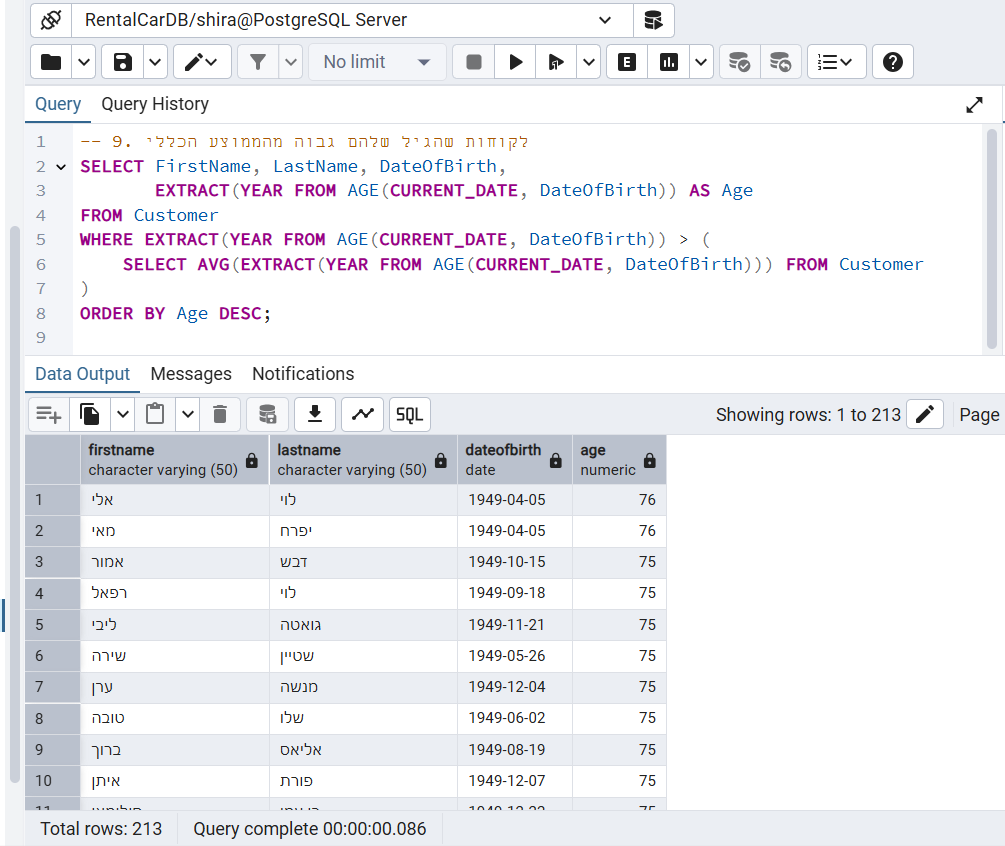 RentalCarDB/shira@PostgreSQL Server
No limit
Query Query History
1 -- 9. לקוחות שהגיל שלהם גבוה מהממוצע הכללי
2 SELECT FirstName, LastName, DateOfBirth,
3 EXTRACT(YEAR FROM AGE(CURRENT_DATE, DateOfBirth)) AS Age
4 FROM Customer
5 WHERE EXTRACT(YEAR FROM AGE(CURRENT_DATE, DateOfBirth)) > (
6 SELECT AVG(EXTRACT(YEAR FROM AGE(CURRENT_DATE, DateOfBirth))) FROM Customer
7 )
8 ORDER BY Age DESC;
9
Data Output Messages Notifications
SQL Showing rows: 1 to 213 Page
firstname lastname dateofbirth age
character varying (50) character varying (50) date numeric
1 אלי לוי 1949-04-05 76
2 מאי יפרח 1949-04-05 76
3 אמור דבש 1949-10-15 75
4 רפאל לוי 1949-09-18 75
5 ליבי גואטה 1949-11-21 75
6 שירה שטיין 1949-05-26 75
7 ערן מנשה 1949-12-04 75
8 טובה שלו 1949-06-02 75
9 ברוך אליאס 1949-08-19 75
10 איתן פורת 1949-12-07 75
11 75
Total rows: 213 Query complete 00:00:00.086